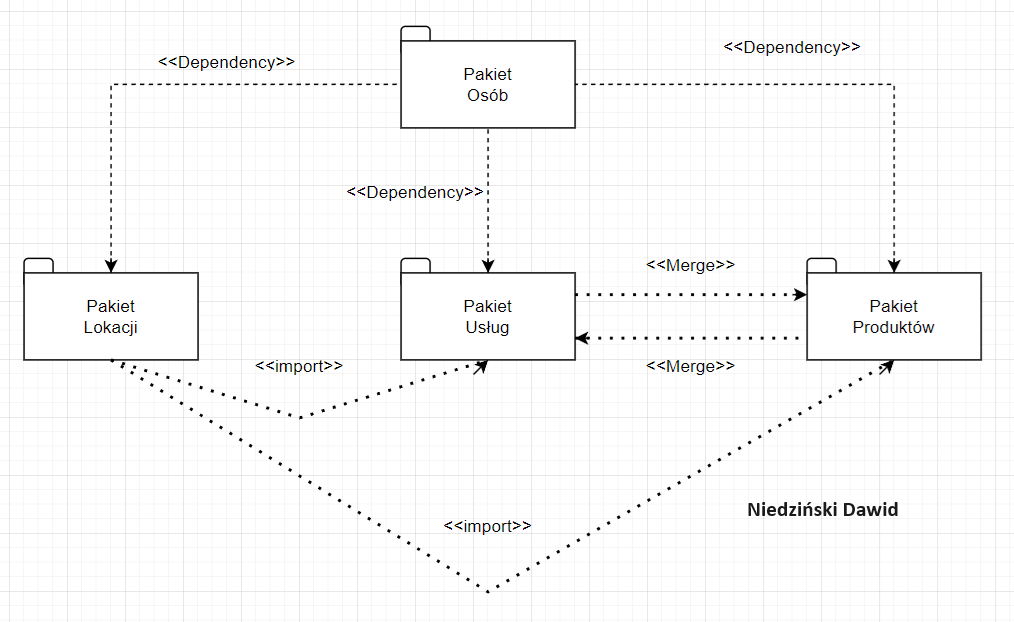 <<Dependency>>
Pakiet
Osób
<<Dependency>>
<<Dependency>>
Pakiet
Lokacji
Pakiet
Usług
<<Merge>>
Pakiet
Produktów
<<import>>
<<Merge>>
<<import>>
Niedziński Dawid